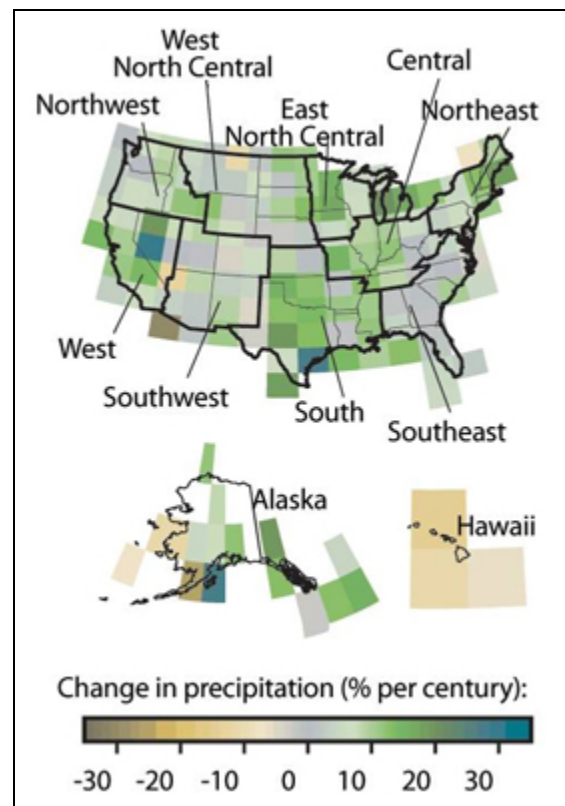 West
North Central
Central
Northwest
East
North Central
Northeast
West
Southwest
South
Southeast
Alaska
Hawaii
Change in precipitation (% per century):
-30 -20 -10 0 10 20 30